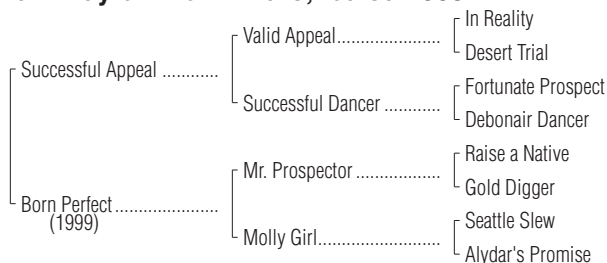 In Reality
Valid Appeal
Desert Trial
Successful Appeal
Fortunate Prospect
Successful Dancer
Debonair Dancer
Raise a Native
Mr. Prospector
Gold Digger
Born Perfect
(1999)
Seattle Slew
Molly Girl
Alydar's Promise